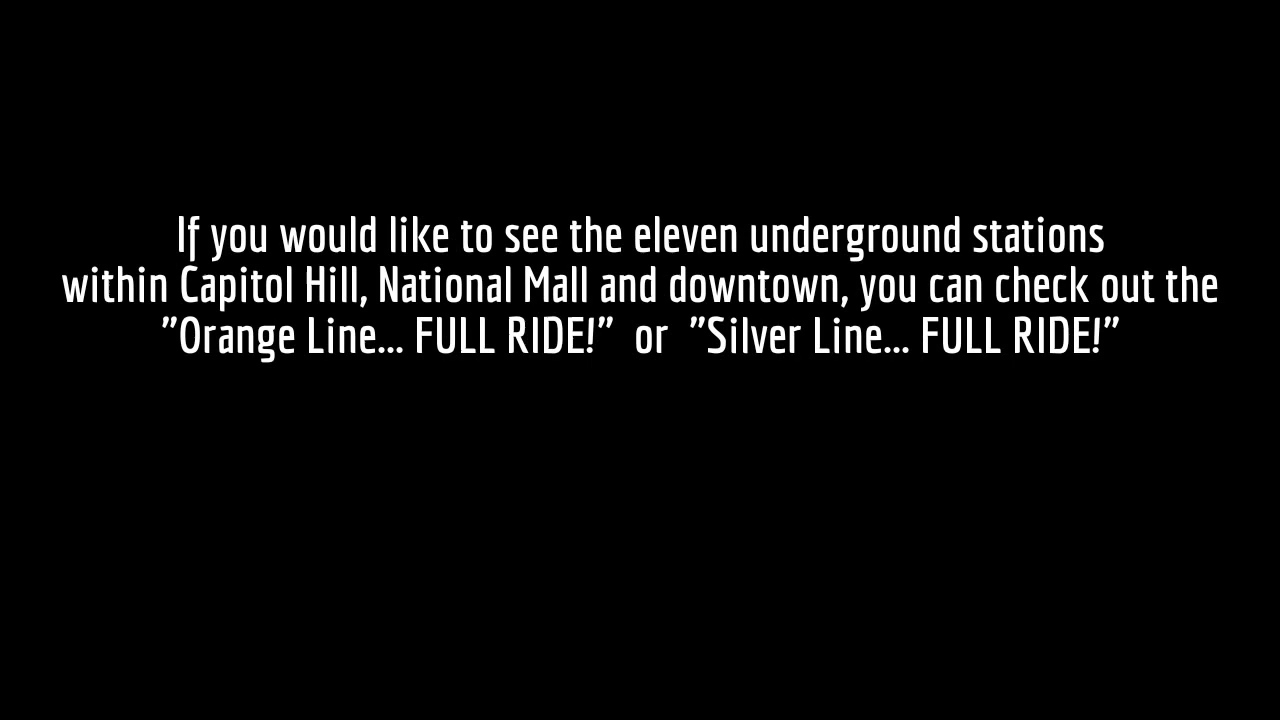 If you would like to see the eleven underground stations
within Capitol Hill, National Mall and downtown, you can check out the
”Orange Line... FULL RIDE!” or ”Silver Line... FULL RIDE!”